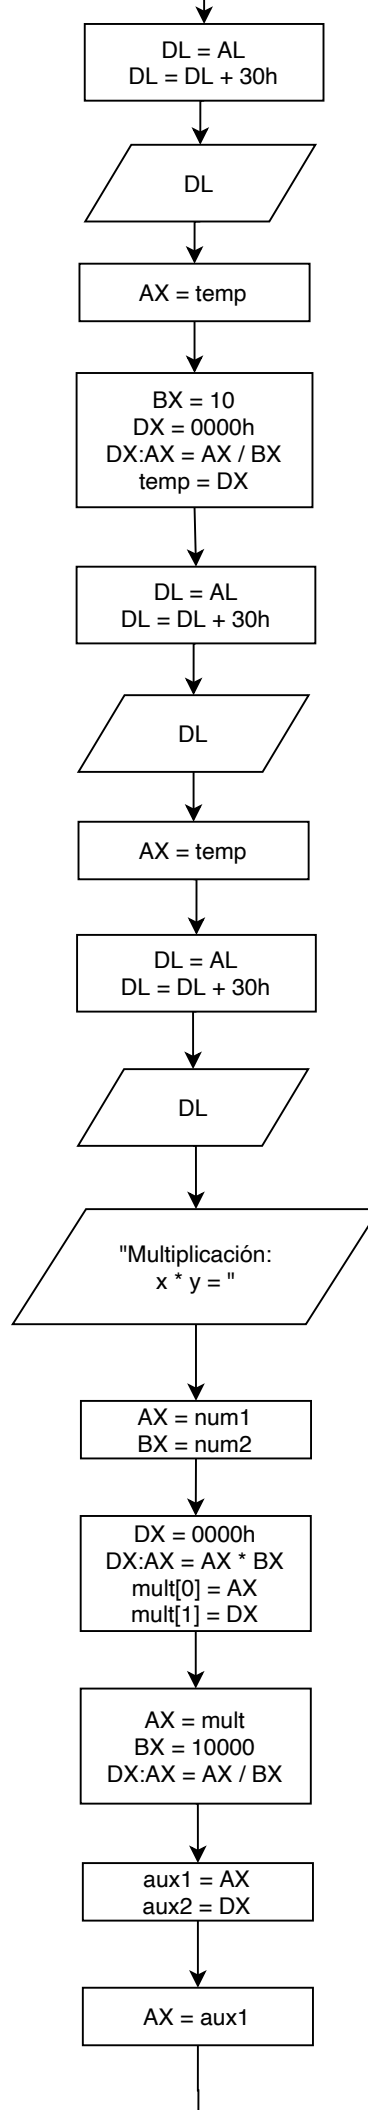 DL = AL
DL = DL + 30h
DL
AX = temp
BX = 10
DX = 0000h
DX:AX = AX / BX
temp = DX
DL = AL
DL = DL + 30h
DL
AX = temp
DL = AL
DL = DL + 30h
DL
"Multiplicación:
x * y = "
AX = num1
BX = num2
DX = 0000h
DX:AX = AX * BX
mult[0] = AX
mult[1] = DX
AX = mult
BX = 10000
DX:AX = AX / BX
aux1 = AX
aux2 = DX
AX = aux1